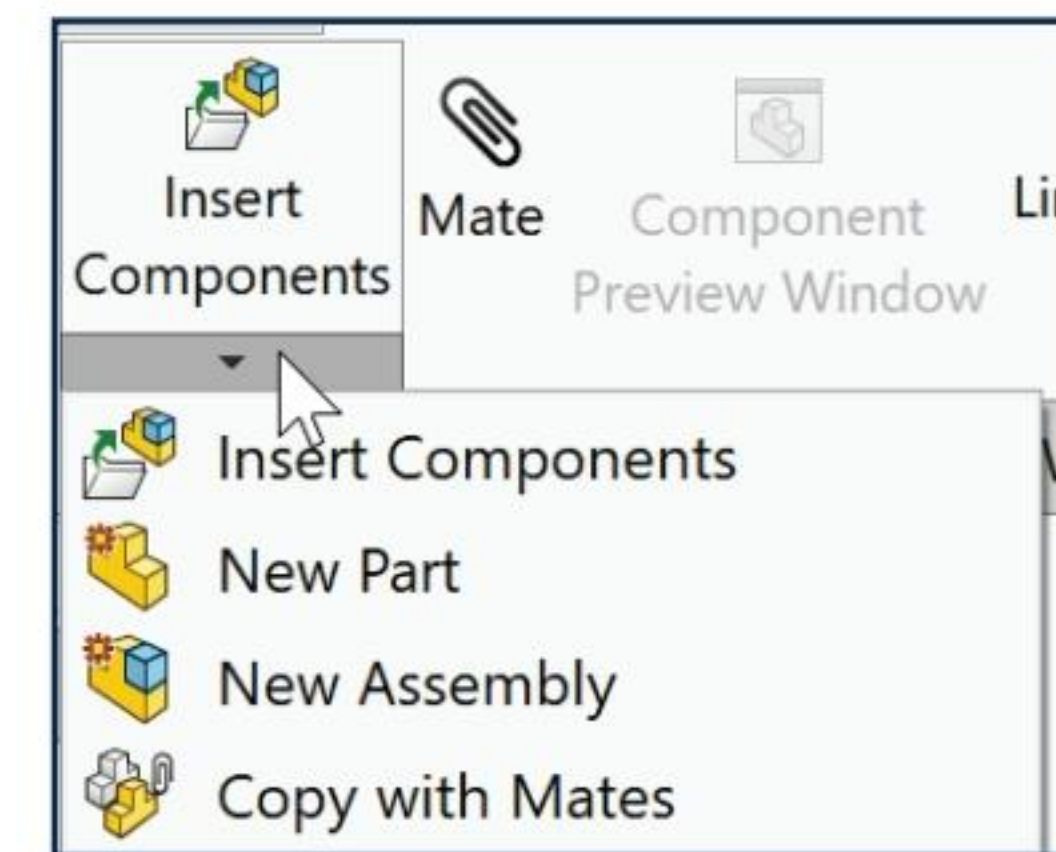 Insert
Components
Mate
Component
Preview Window
Insert Components
New Part
New Assembly
Copy with Mates